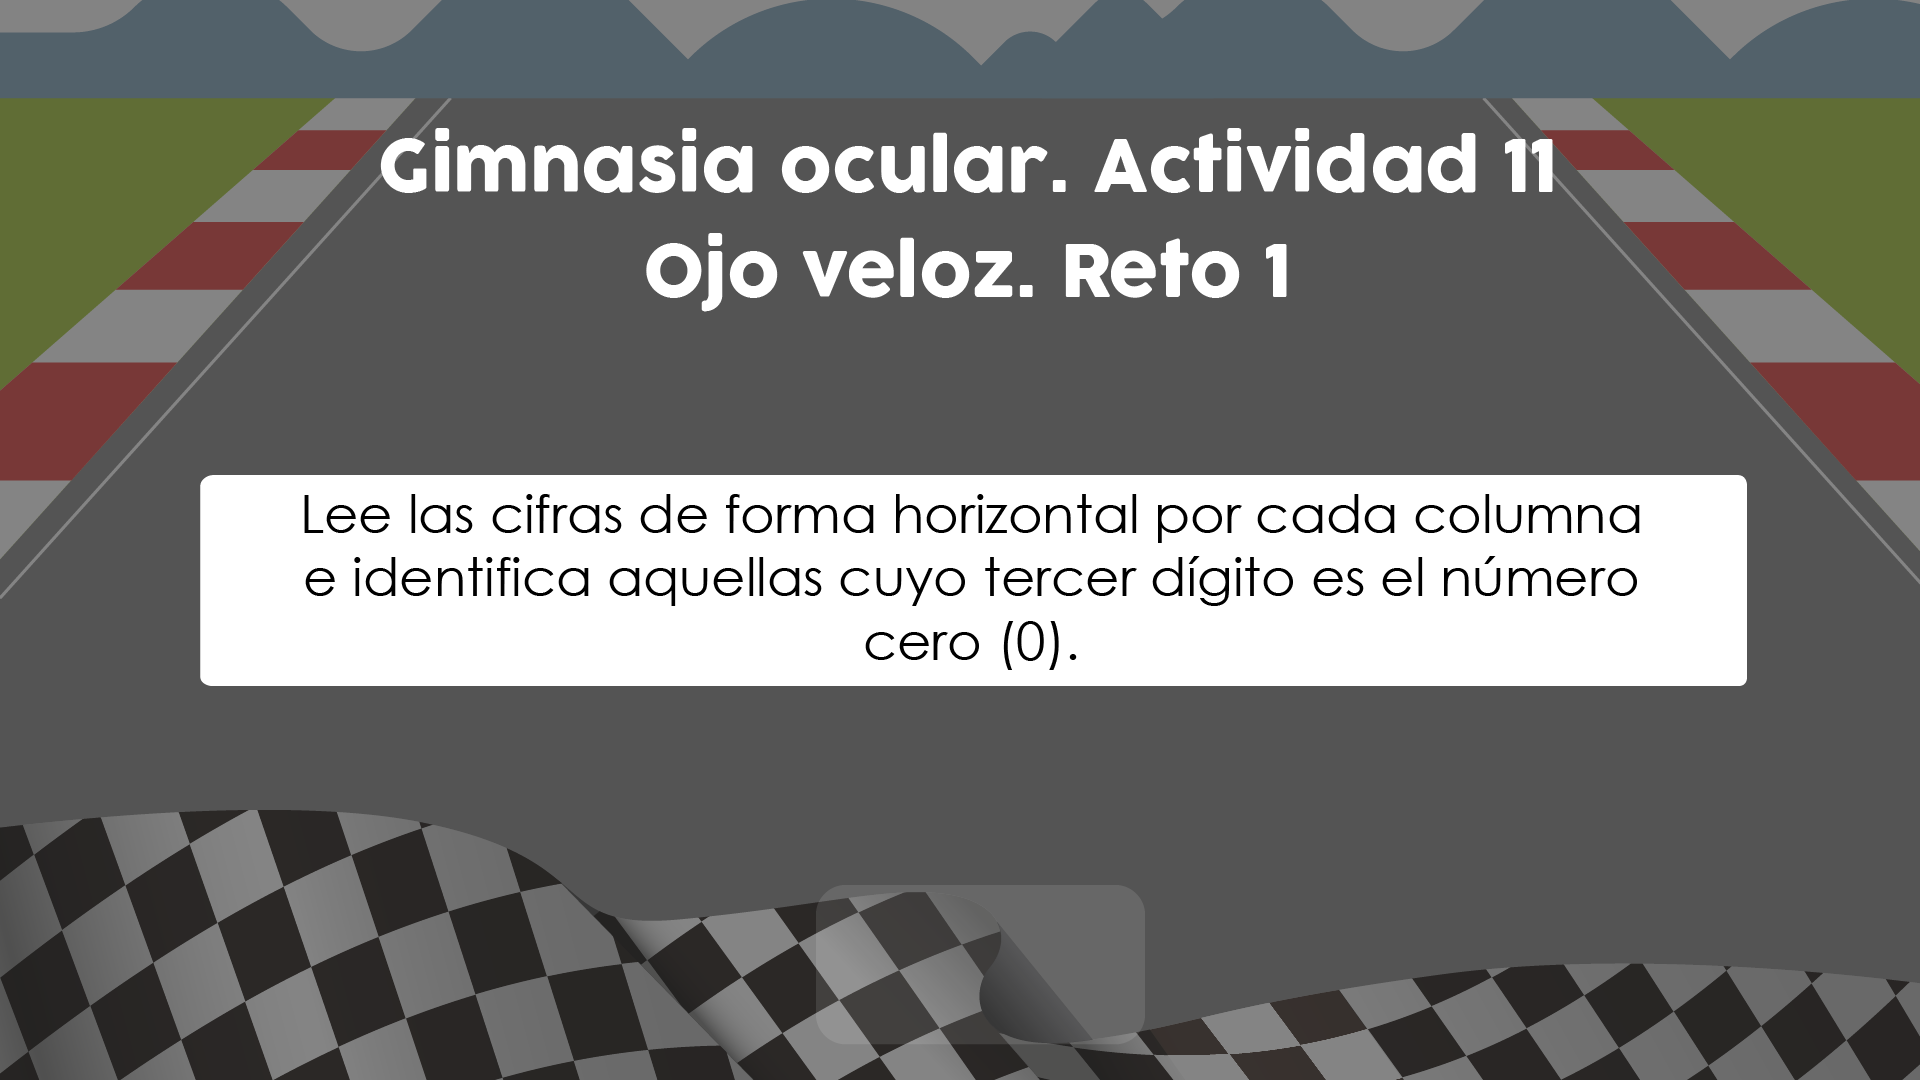 Gimnasia ocular. Actividad 11
Ojo veloz. Reto 1
Lee las cifras de forma horizontal por cada columna
e identifica aquellas cuyo tercer dígito es el número
cero (0).